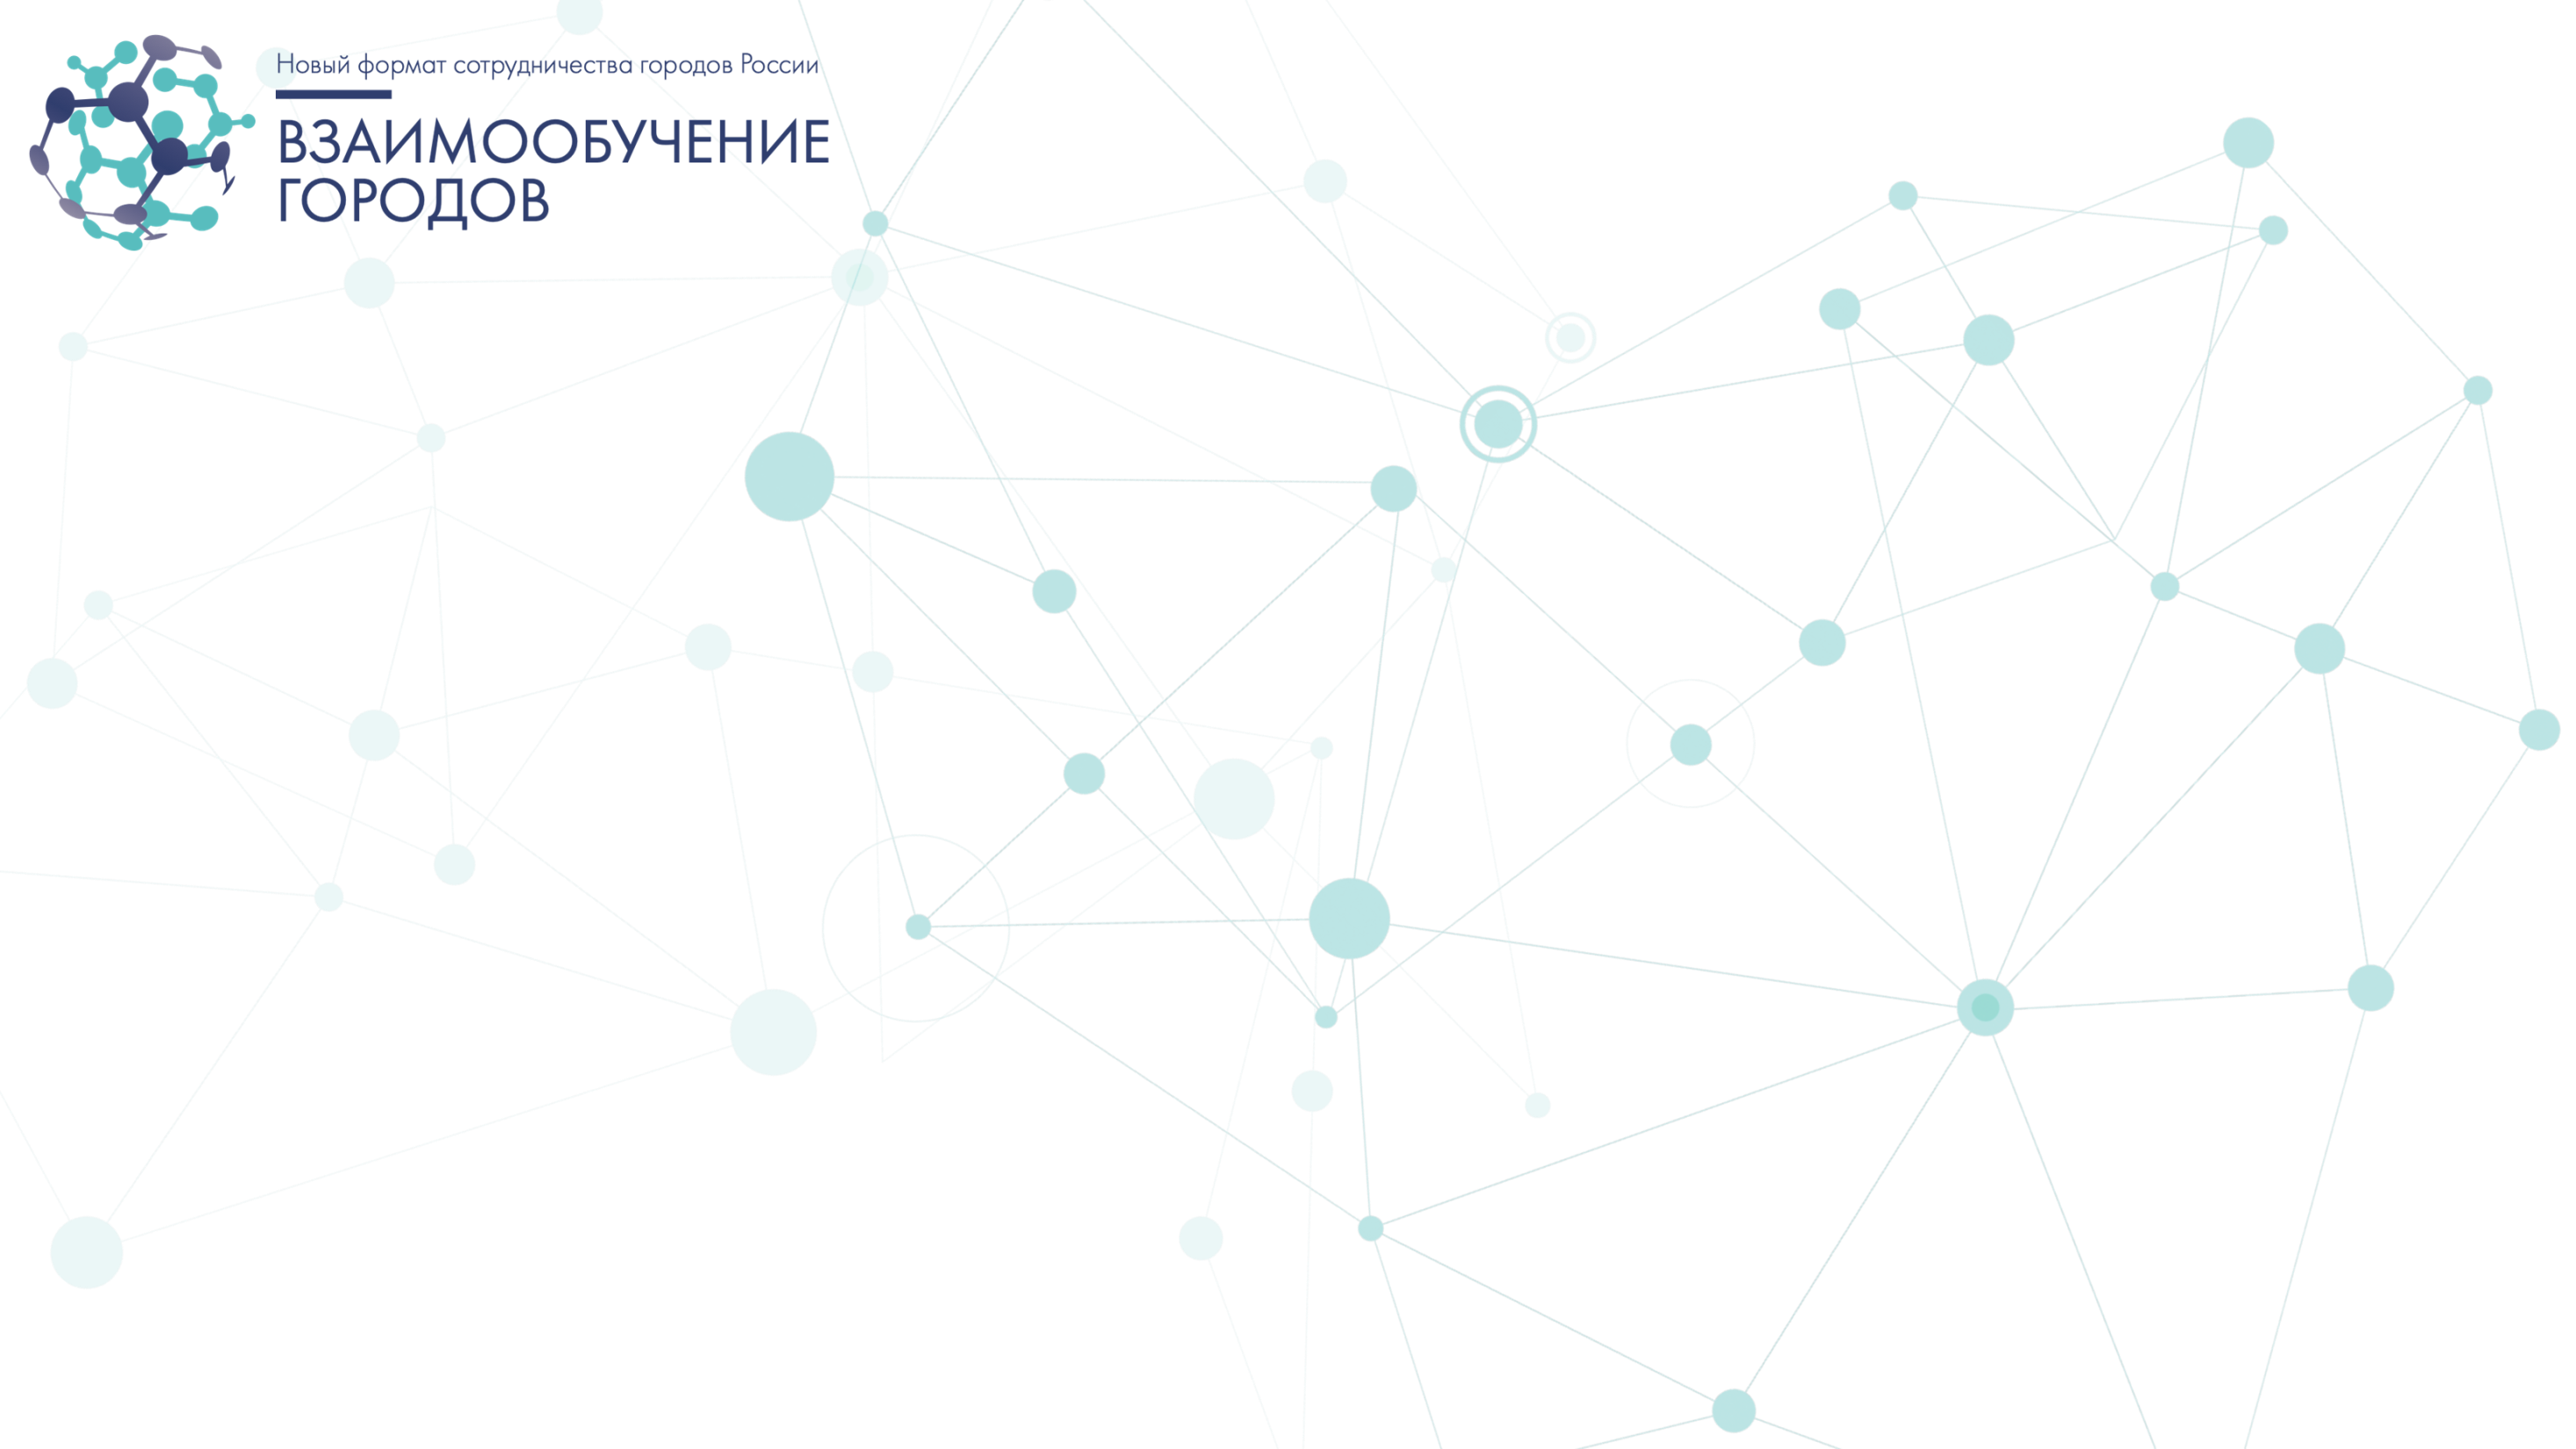 Новый формат сотрудничества городов России
ВЗАИМООБУЧЕНИЕ
ГОРОДОВ